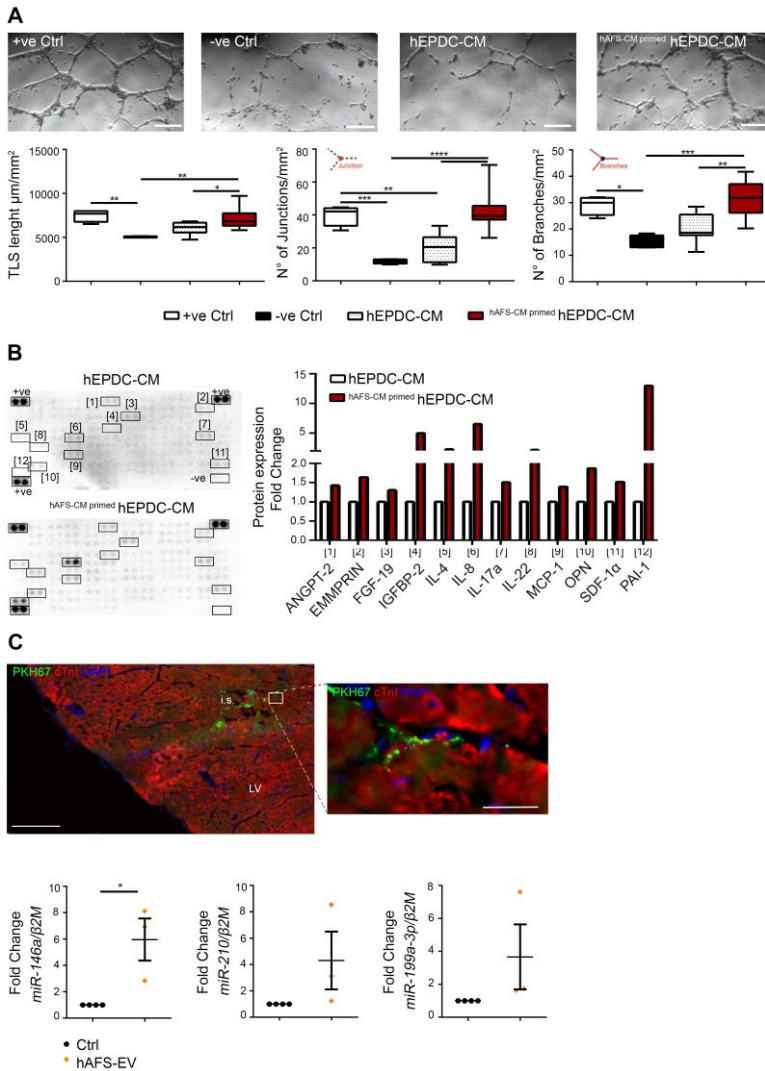 A
+ve Ctrl
-ve Ctrl
hEPDC-CM
hAFS-CM primed hEPDC-CM
TLS lenght µm/mm²
15000
10000
5000
0
**
**
*
N° of Junctions/mm²
80
60
40
20
0
Junction
****
**
***
N° of Branches/mm²
50
40
30
20
10
0
Branches
***
**
*
+ve Ctrl
-ve Ctrl
hEPDC-CM
hAFS-CM primed hEPDC-CM
B
hEPDC-CM
+ve
[1]
[2]
+ve
[3]
[4]
[5]
[6]
[7]
[8]
[9]
[10]
[11]
[12]
-ve
+ve
hAFS-CM primed hEPDC-CM
Protein expression
Fold Change
15
10
5
2.0
1.5
1.0
0.5
0.0
hEPDC-CM
hAFS-CM primed hEPDC-CM
[1] [2] [3] [4] [5] [6] [7] [8] [9] [10] [11] [12]
ANGPT-2
EMMPRIN
FGF-19
IGFBP-2
IL-4
IL-8
IL-17a
IL-22
MCP-1
OPN
SDF-1α
PAI-1
C
PKH67 cTnI DAPI
i.s.
LV
PKH67 cTnI DAPI
Fold Change
miR-146a/β2M
10
8
6
4
2
0
*
Fold Change
miR-210/β2M
10
8
6
4
2
0
Fold Change
miR-199a-3p/β2M
8
6
4
2
0
Ctrl
hAFS-EV